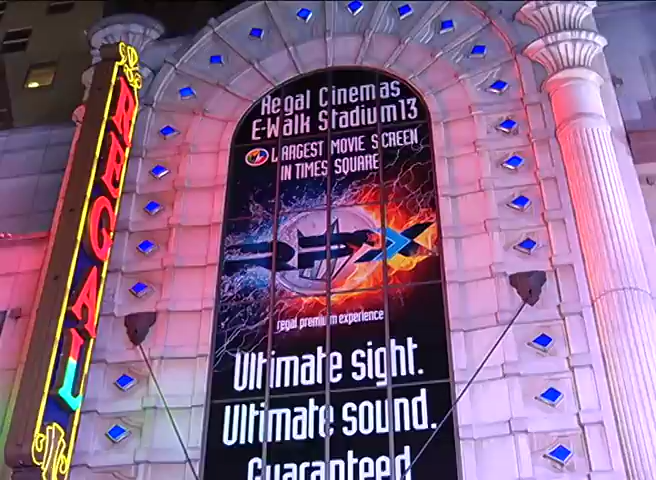 REGAL
Regal Cinemas
E-Walk Stadium 13
LARGEST MOVIE SCREEN
IN TIMES SQUARE
RPX
regal premium experience
Ultimate sight.
Ultimate sound.
Guaranteed